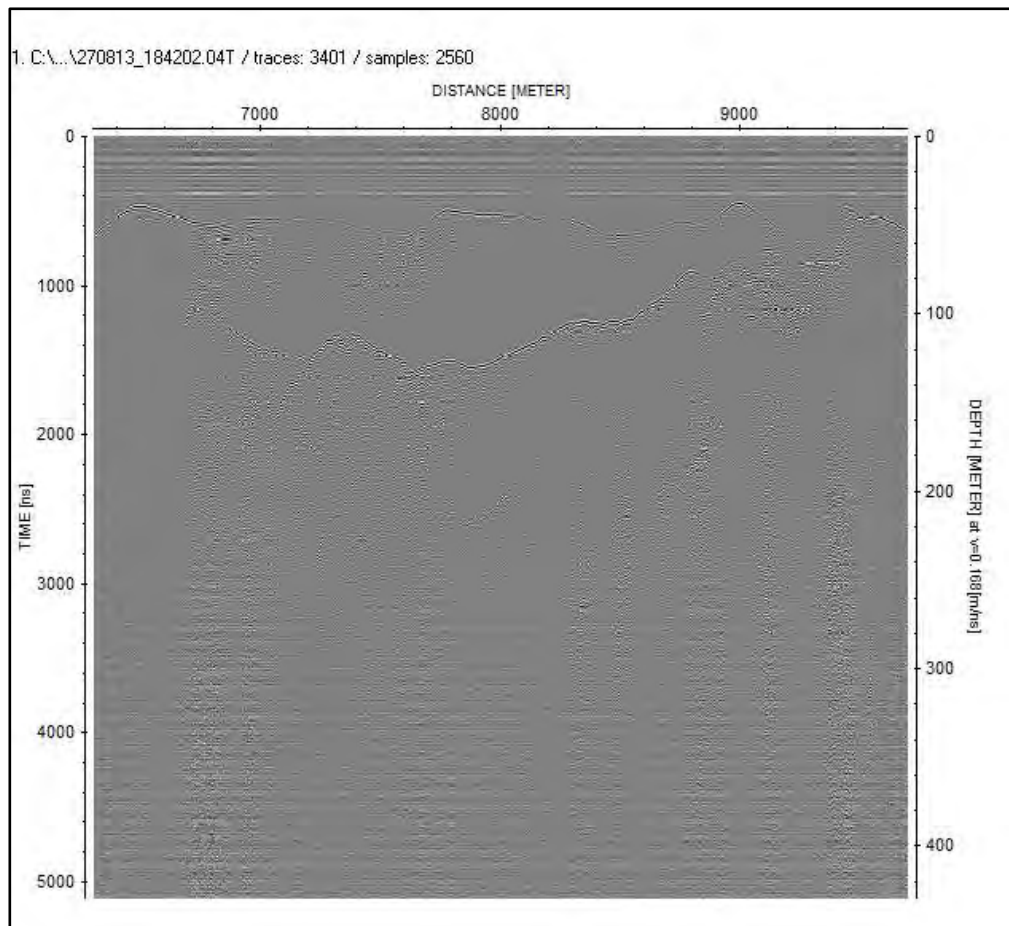 1. C:\...\270813_184202.04T / traces: 3401 / samples: 2560
DISTANCE [METER]
7000 8000 9000
0
1000
2000
3000
4000
5000
TIME [ns]
0
100
200
300
400
DEPTH [METER] at v=0.168[m/ns]